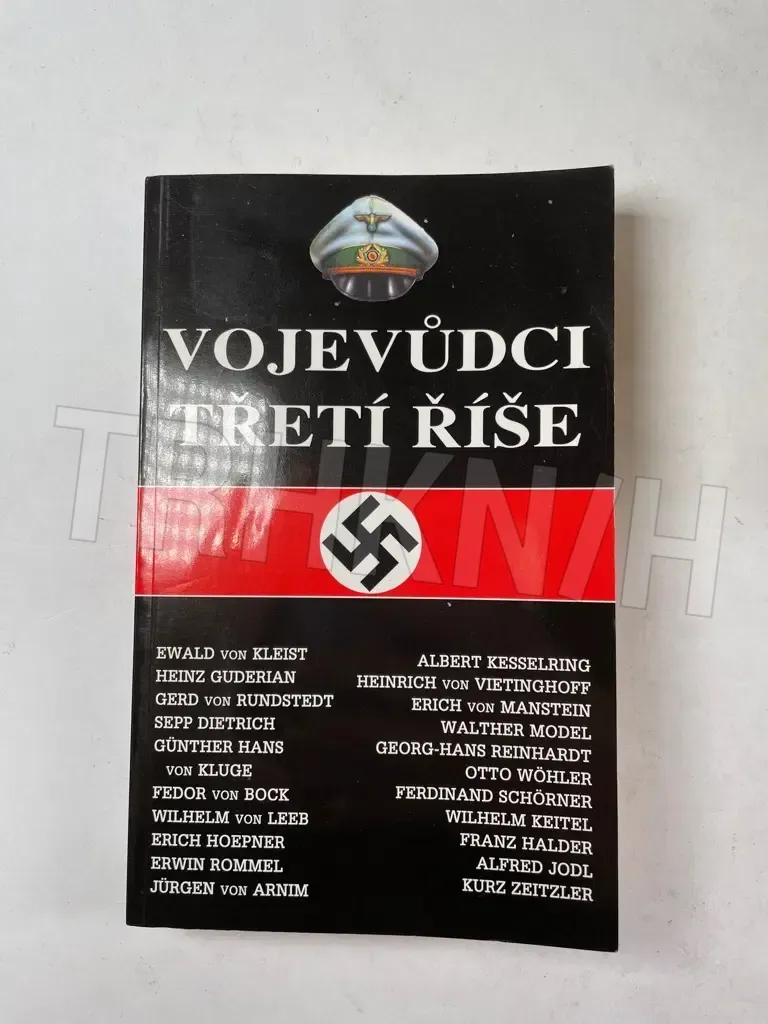 VOJEVŮDCI
TŘETÍ ŘÍŠE
TRHKNIH
EWALD VON KLEIST
HEINZ GUDERIAN
GERD VON RUNDSTEDT
SEPP DIETRICH
GÜNTHER HANS
VON KLUGE
FEDOR VON BOCK
WILHELM VON LEEB
ERICH HOEPNER
ERWIN ROMMEL
JÜRGEN VON ARNIM
ALBERT KESSELRING
HEINRICH VON VIETINGHOFF
ERICH VON MANSTEIN
WALTHER MODEL
GEORG-HANS REINHARDT
OTTO WÖHLER
FERDINAND SCHÖRNER
WILHELM KEITEL
FRANZ HALDER
ALFRED JODL
KURZ ZEITZLER